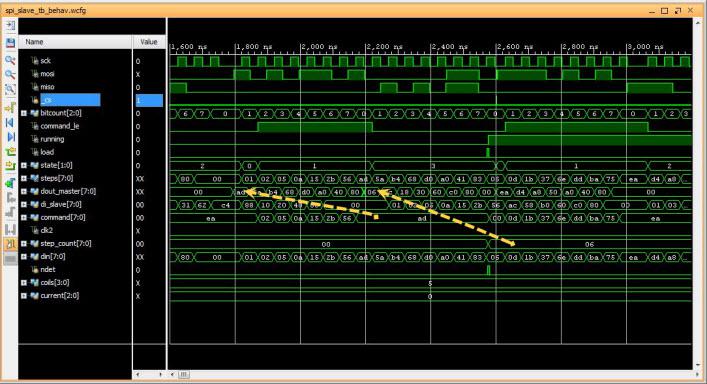 spi_slave_tb_behav.wcfg
Name Value
1,600 ns 1,800 ns 2,000 ns 2,200 ns 2,400 ns 2,600 ns 2,800 ns 3,000 ns
sck 0
mosi X
miso 0
_cs 1
bitcount[2:0] 0 6 7 0 1 2 3 4 5 6 7 0 1 2 3 4 5 6 7 0 1 2 3 4 5 6 7 0 1 2 3
command_le 0
running 0
load 0
state[1:0] 0 2 0 1 3 1 2
steps[7:0] XX 80 00 01 02 05 0a 15 2b 56 ad 5a b4 68 d0 a0 41 83 06 0d 1b 37 6e dd ba 75 ea d4 a8
dout_master[7:0] XX 00 ad b4 68 d0 a0 40 80 06 18 30 60 c0 80 00 ea d4 a8 50 a0 40 80 00
di_slave[7:0] 00 31 62 c4 88 10 20 00 01 0a 15 2b 56 ac 58 b0 60 c0 80 00 01 03
command[7:0] 00 ea 02 05 0a 15 2b 56 ad 00 0d 1b 37 6e dd ba 75 ea
clk2 X
step_count[7:0] 00 00 06
din[7:0] XX 80 00 01 02 05 0a 15 2b 56 ad 5a b4 68 d0 a0 41 83 06 0d 1b 37 6e dd ba 75 ea d4 a8
ndet 0
coils[3:0] X 5
current[2:0] X 0